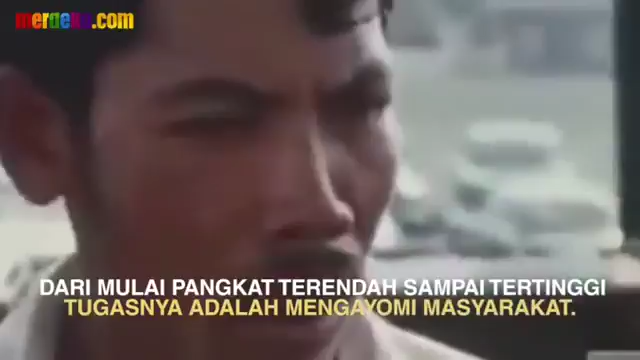 merdeka.com
DARI MULAI PANGKAT TERENDAH SAMPAI TERTINGGI
TUGASNYA ADALAH MENGAYOMI MASYARAKAT.